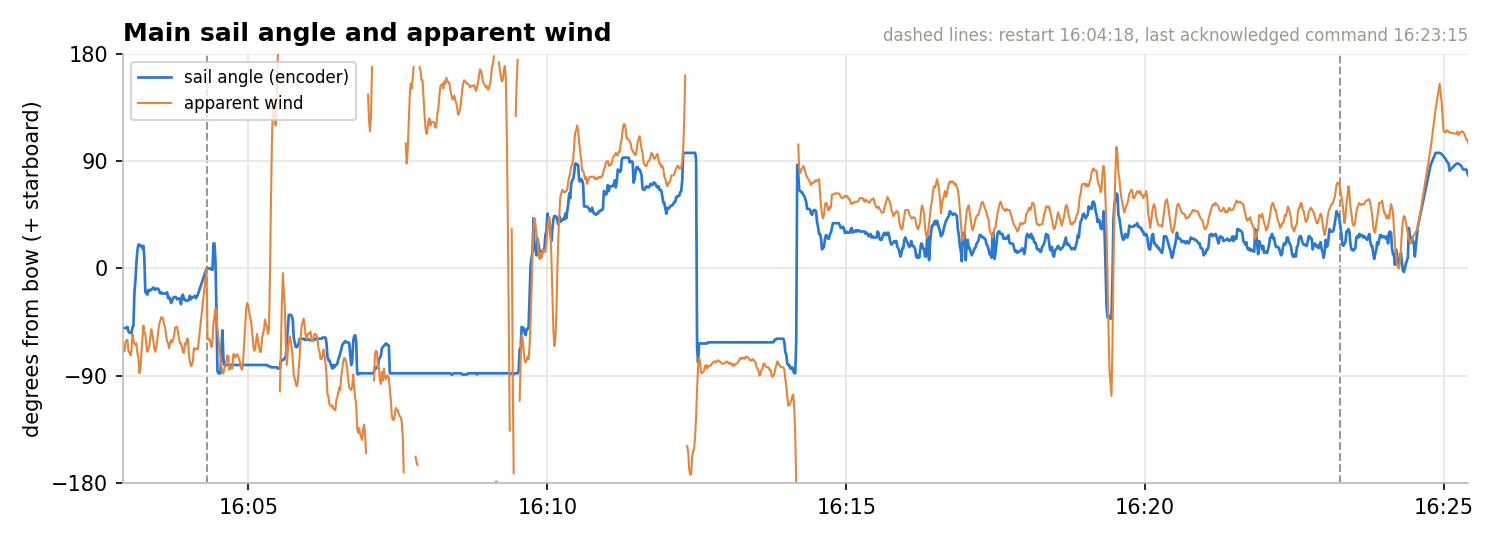 Main sail angle and apparent wind
dashed lines: restart 16:04:18, last acknowledged command 16:23:15
degrees from bow (+ starboard)
180
90
0
−90
−180
sail angle (encoder)
apparent wind
16:05
16:10
16:15
16:20
16:25